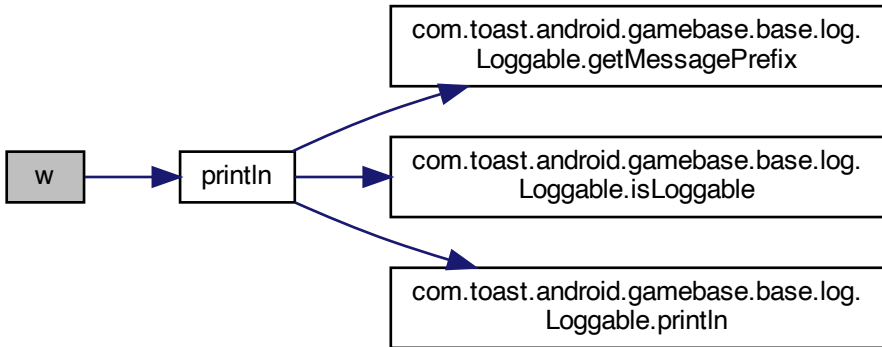 w
println
com.toast.android.gamebase.base.log.
Loggable.getMessagePrefix
com.toast.android.gamebase.base.log.
Loggable.isLoggable
com.toast.android.gamebase.base.log.
Loggable.println